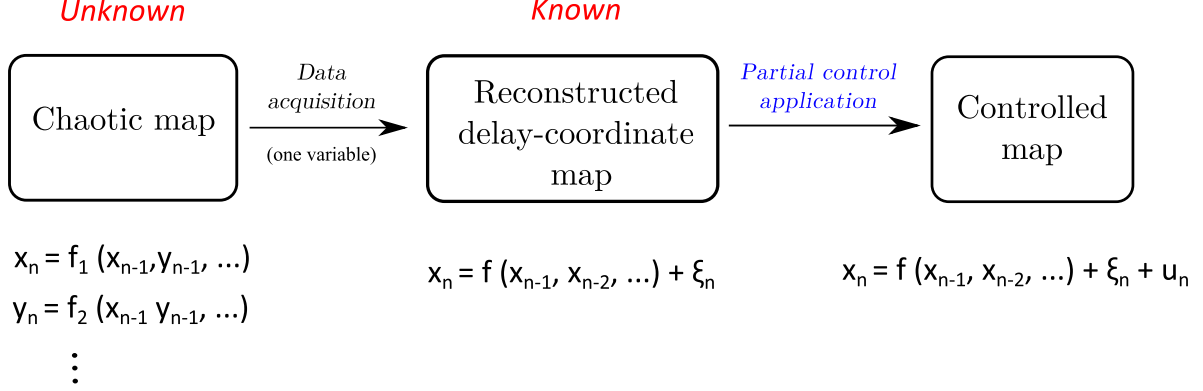 Unknown
Known
Chaotic map
Data
acquisition
(one variable)
Reconstructed
delay-coordinate
map
Partial control
application
Controlled
map
xₙ = f₁ (xₙ₋₁,yₙ₋₁, ...)
yₙ = f₂ (xₙ₋₁ yₙ₋₁, ...)
⋮
xₙ = f (xₙ₋₁, xₙ₋₂, ...) + ξₙ
xₙ = f (xₙ₋₁, xₙ₋₂, ...) + ξₙ + uₙ